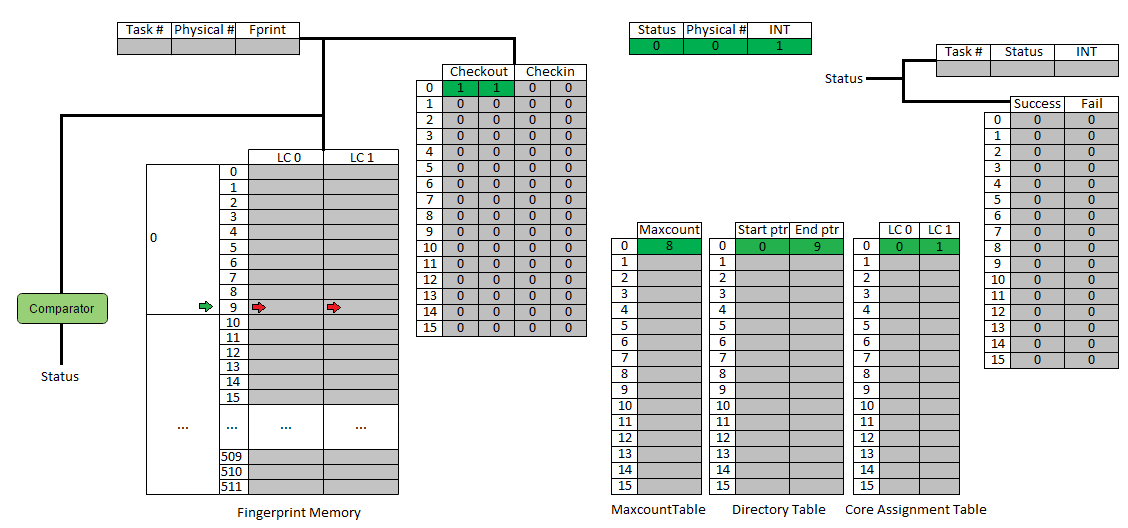 Task # Physical # Fprint
Status Physical # INT
0 0 1
Task # Status INT
Status
Checkout Checkin
0 1 1 0 0
1 0 0 0 0
2 0 0 0 0
3 0 0 0 0
4 0 0 0 0
5 0 0 0 0
6 0 0 0 0
7 0 0 0 0
8 0 0 0 0
9 0 0 0 0
10 0 0 0 0
11 0 0 0 0
12 0 0 0 0
13 0 0 0 0
14 0 0 0 0
15 0 0 0 0
Success Fail
0 0 0
1 0 0
2 0 0
3 0 0
4 0 0
5 0 0
6 0 0
7 0 0
8 0 0
9 0 0
10 0 0
11 0 0
12 0 0
13 0 0
14 0 0
15 0 0
LC 0 LC 1
0
1
2
3
4
0
5
6
7
8
9
10
11
12
13
14
15
... ... ... ...
509
510
511
Fingerprint Memory
Comparator
Status
Maxcount
0 8
1
2
3
4
5
6
7
8
9
10
11
12
13
14
15
MaxcountTable
Start ptr End ptr
0 0 9
1
2
3
4
5
6
7
8
9
10
11
12
13
14
15
Directory Table
LC 0 LC 1
0 0 1
1
2
3
4
5
6
7
8
9
10
11
12
13
14
15
Core Assignment Table